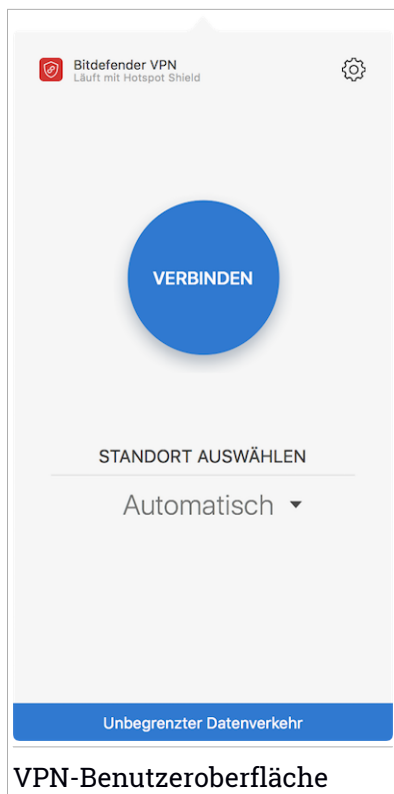 Bitdefender VPN
Läuft mit Hotspot Shield
VERBINDEN
STANDORT AUSWÄHLEN
Automatisch
Unbegrenzter Datenverkehr
VPN-Benutzeroberfläche